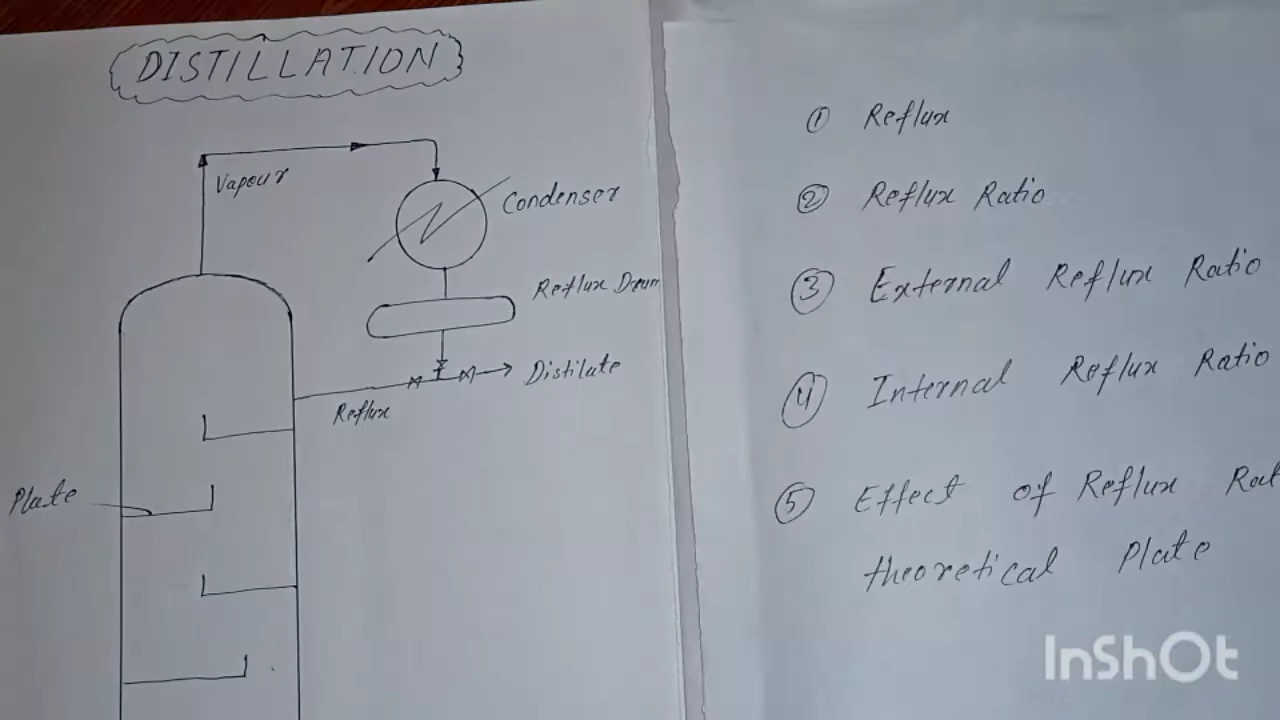 DISTILLATION
Vapour
Condenser
Reflux Drum
Distilate
Reflux
Plate
① Reflux
② Reflux Ratio
③ External Reflux Ratio
④ Internal Reflux Ratio
⑤ Effect of Reflux Rat
theoretical Plate
InShOt